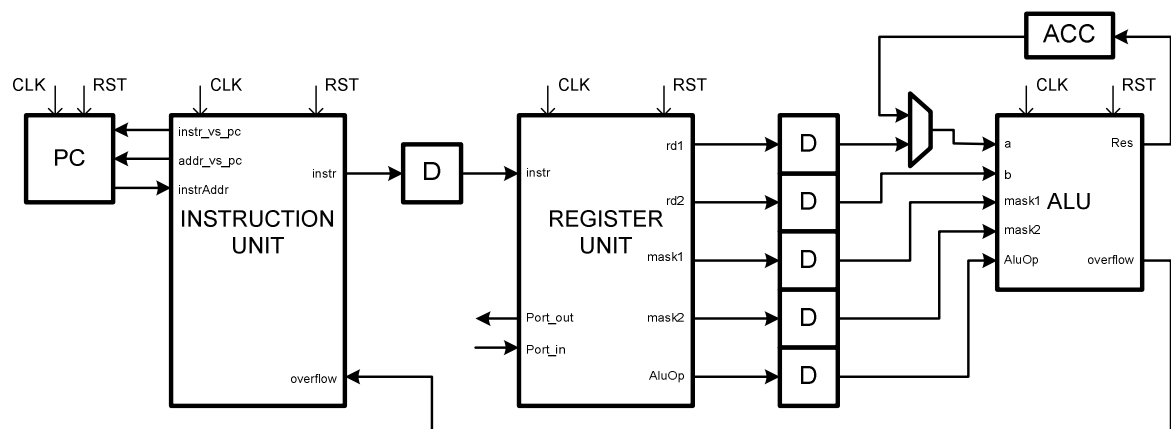 ACC
CLK RST CLK RST CLK RST CLK RST
PC
instr_vs_pc
addr_vs_pc
instrAddr
instr
INSTRUCTION
UNIT
overflow
D
instr
rd1
rd2
REGISTER
UNIT
mask1
mask2
Port_out
Port_in
AluOp
D
D
D
D
D
a
b
mask1
mask2
AluOp
ALU
Res
overflow